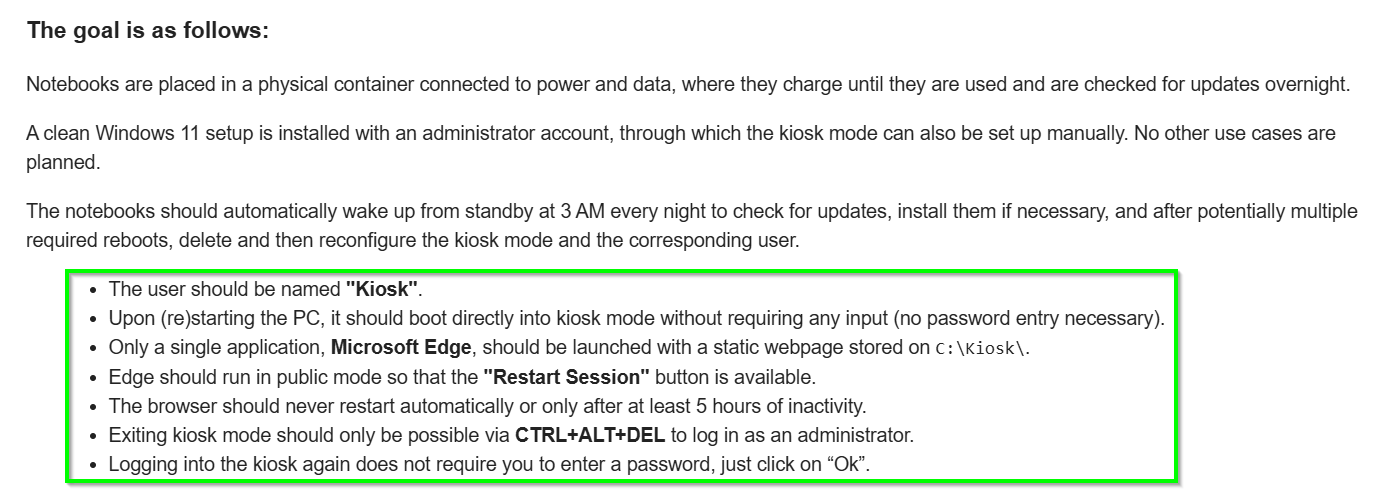 The goal is as follows:
Notebooks are placed in a physical container connected to power and data, where they charge until they are used and are checked for updates overnight.
A clean Windows 11 setup is installed with an administrator account, through which the kiosk mode can also be set up manually. No other use cases are
planned.
The notebooks should automatically wake up from standby at 3 AM every night to check for updates, install them if necessary, and after potentially multiple
required reboots, delete and then reconfigure the kiosk mode and the corresponding user.
• The user should be named "Kiosk".
• Upon (re)starting the PC, it should boot directly into kiosk mode without requiring any input (no password entry necessary).
• Only a single application, Microsoft Edge, should be launched with a static webpage stored on C:\Kiosk\.
• Edge should run in public mode so that the "Restart Session" button is available.
• The browser should never restart automatically or only after at least 5 hours of inactivity.
• Exiting kiosk mode should only be possible via CTRL+ALT+DEL to log in as an administrator.
• Logging into the kiosk again does not require you to enter a password, just click on “Ok”.